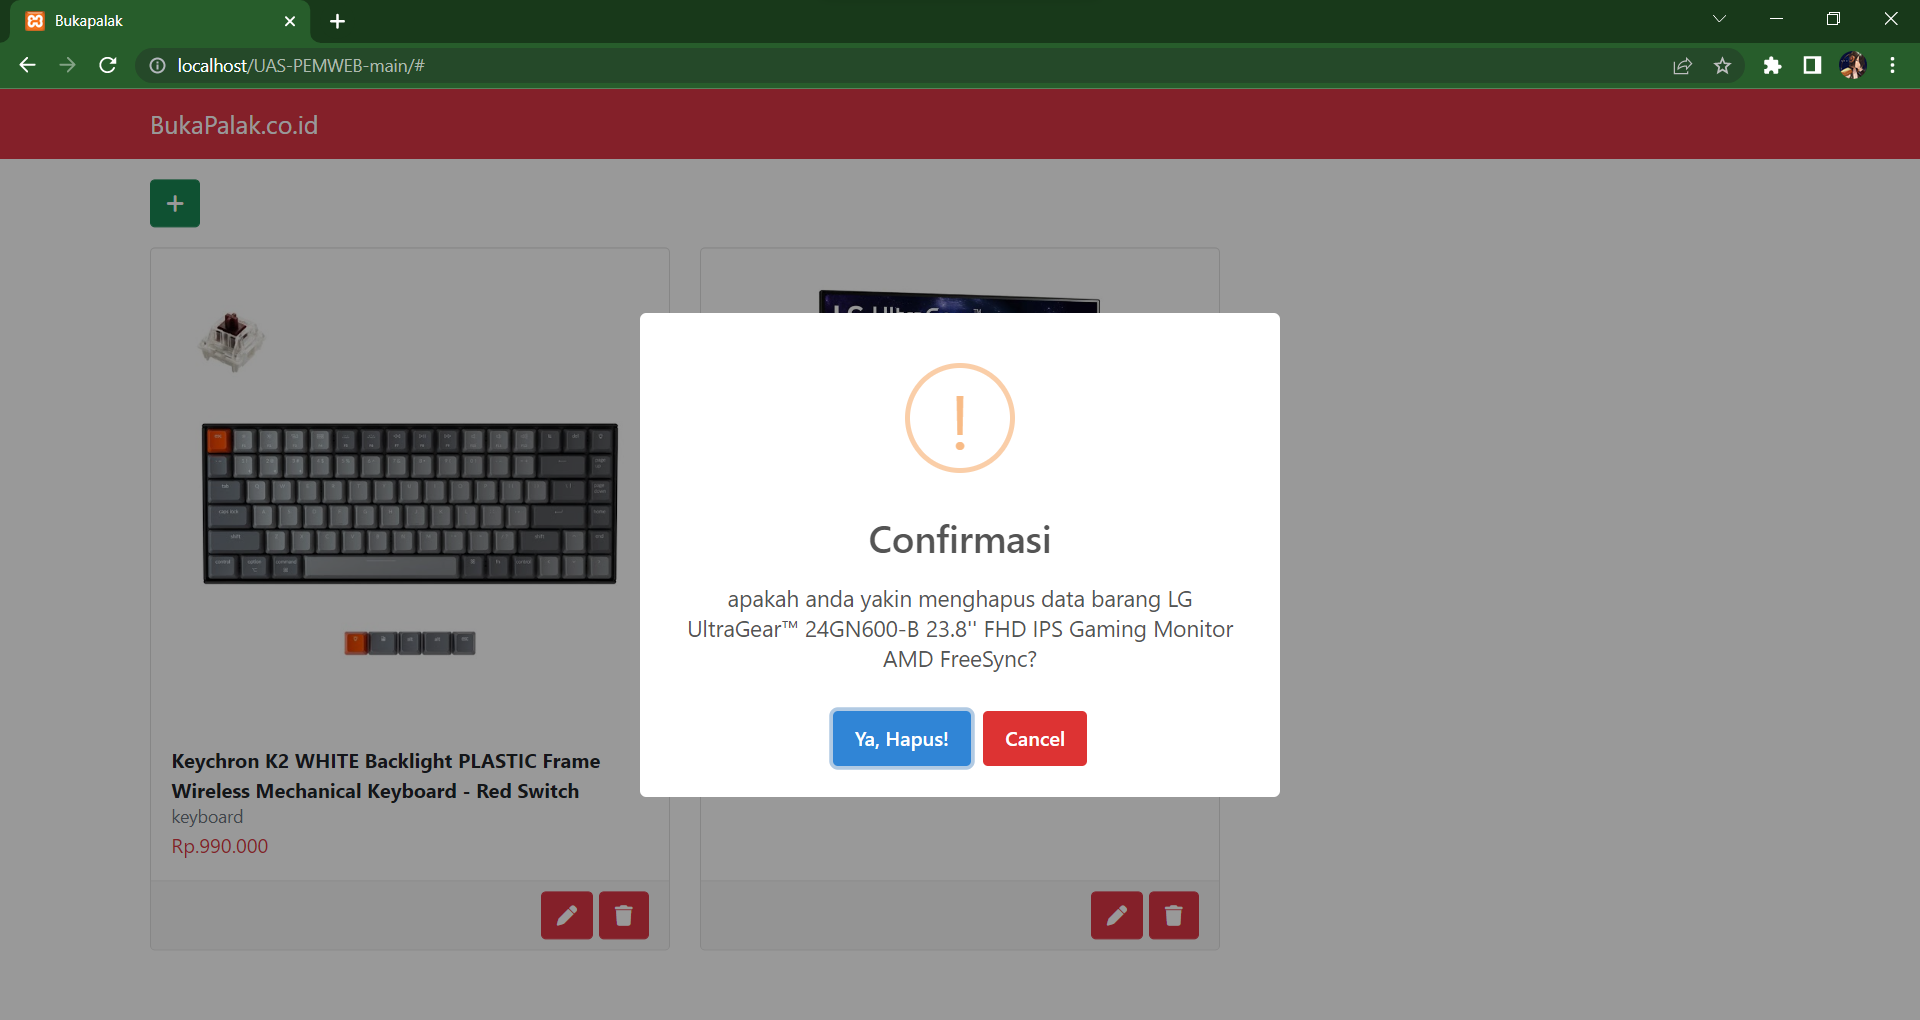 Bukapalak
localhost/UAS-PEMWEB-main/#
BukaPalak.co.id
Confirmasi
apakah anda yakin menghapus data barang LG
UltraGear™ 24GN600-B 23.8'' FHD IPS Gaming Monitor
AMD FreeSync?
Ya, Hapus!
Cancel
Keychron K2 WHITE Backlight PLASTIC Frame
Wireless Mechanical Keyboard - Red Switch
keyboard
Rp.990.000